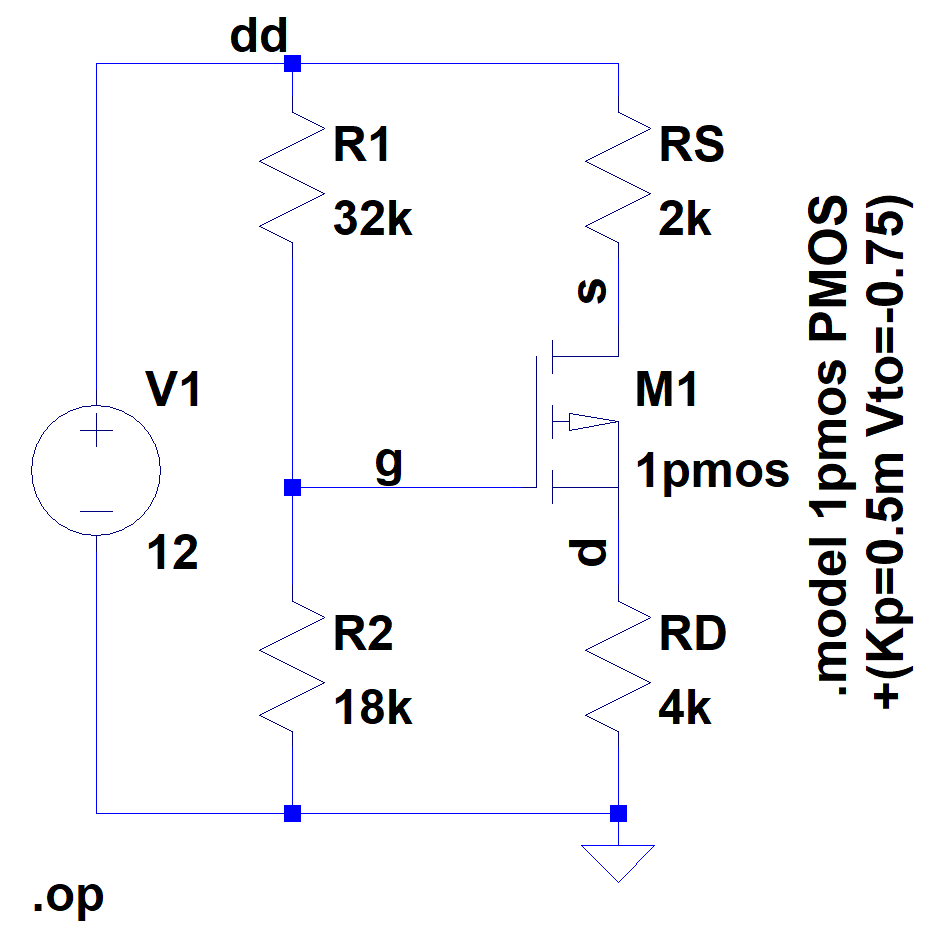 dd
R1
32k
RS
2k
s
V1
12
g
M1
1pmos
d
R2
18k
RD
4k
.model 1pmos PMOS
+(Kp=0.5m Vto=-0.75)
.op